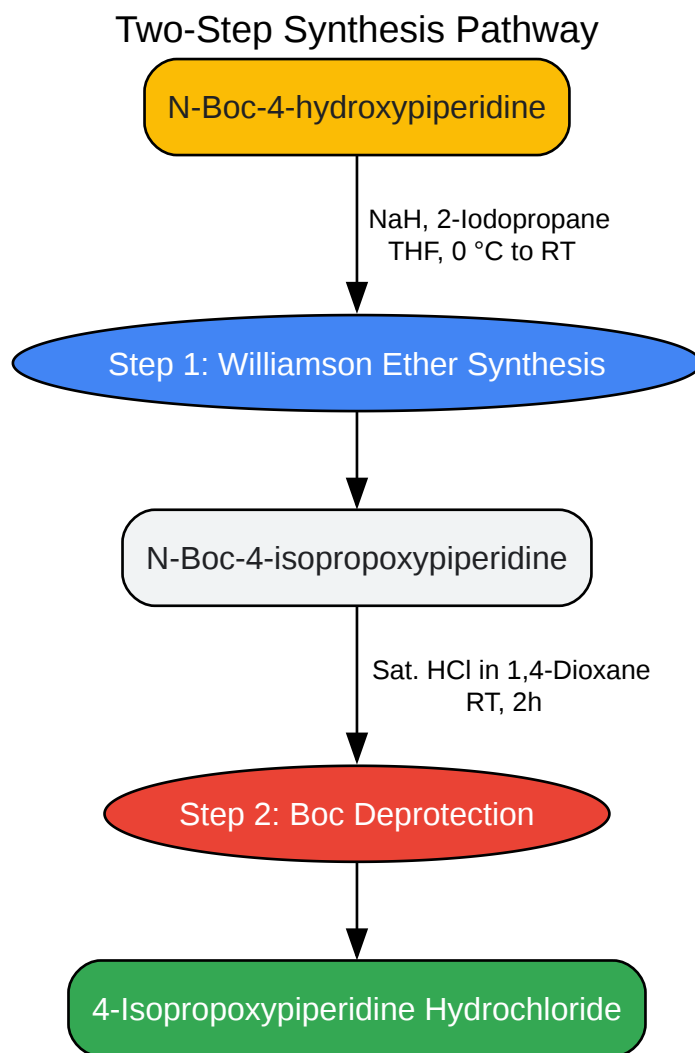 Two-Step Synthesis Pathway
N-Boc-4-hydroxypiperidine
NaH, 2-Iodopropane
THF, 0 °C to RT
Step 1: Williamson Ether Synthesis
N-Boc-4-isopropoxypiperidine
Sat. HCl in 1,4-Dioxane
RT, 2h
Step 2: Boc Deprotection
4-Isopropoxypiperidine Hydrochloride